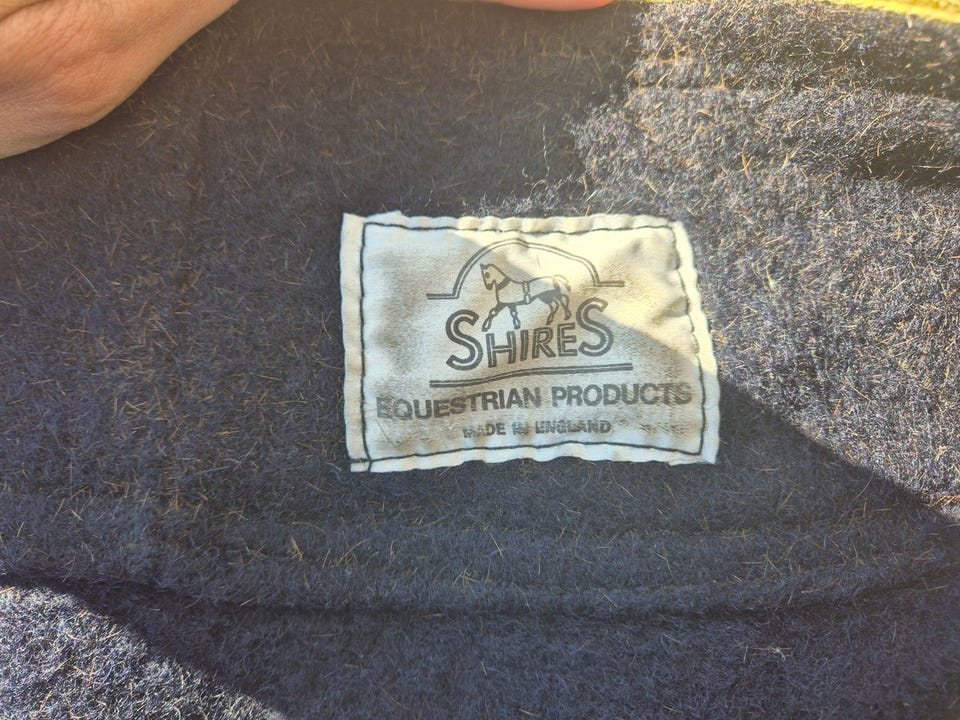 SHIRES
EQUESTRIAN PRODUCTS
MADE IN ENGLAND